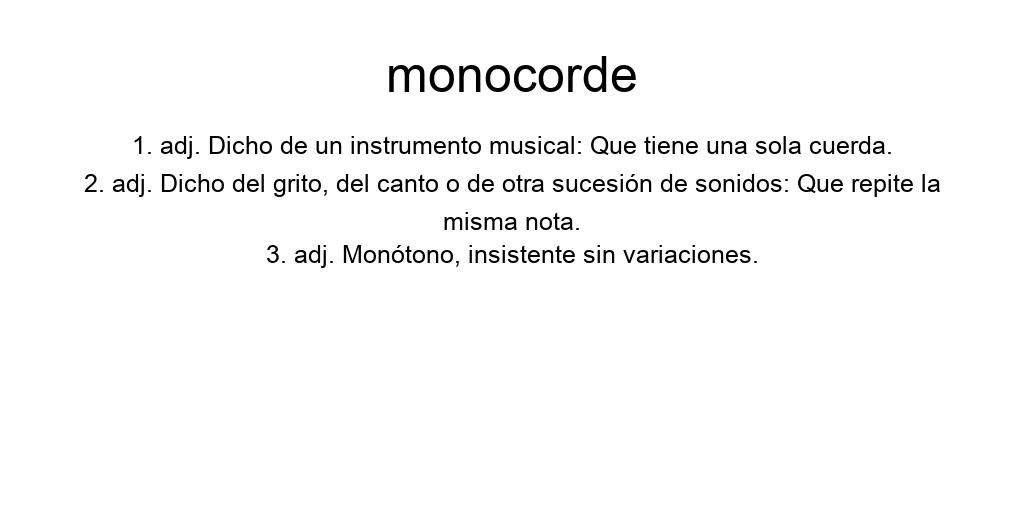 monocorde
1. adj. Dicho de un instrumento musical: Que tiene una sola cuerda.
2. adj. Dicho del grito, del canto o de otra sucesión de sonidos: Que repite la
misma nota.
3. adj. Monótono, insistente sin variaciones.